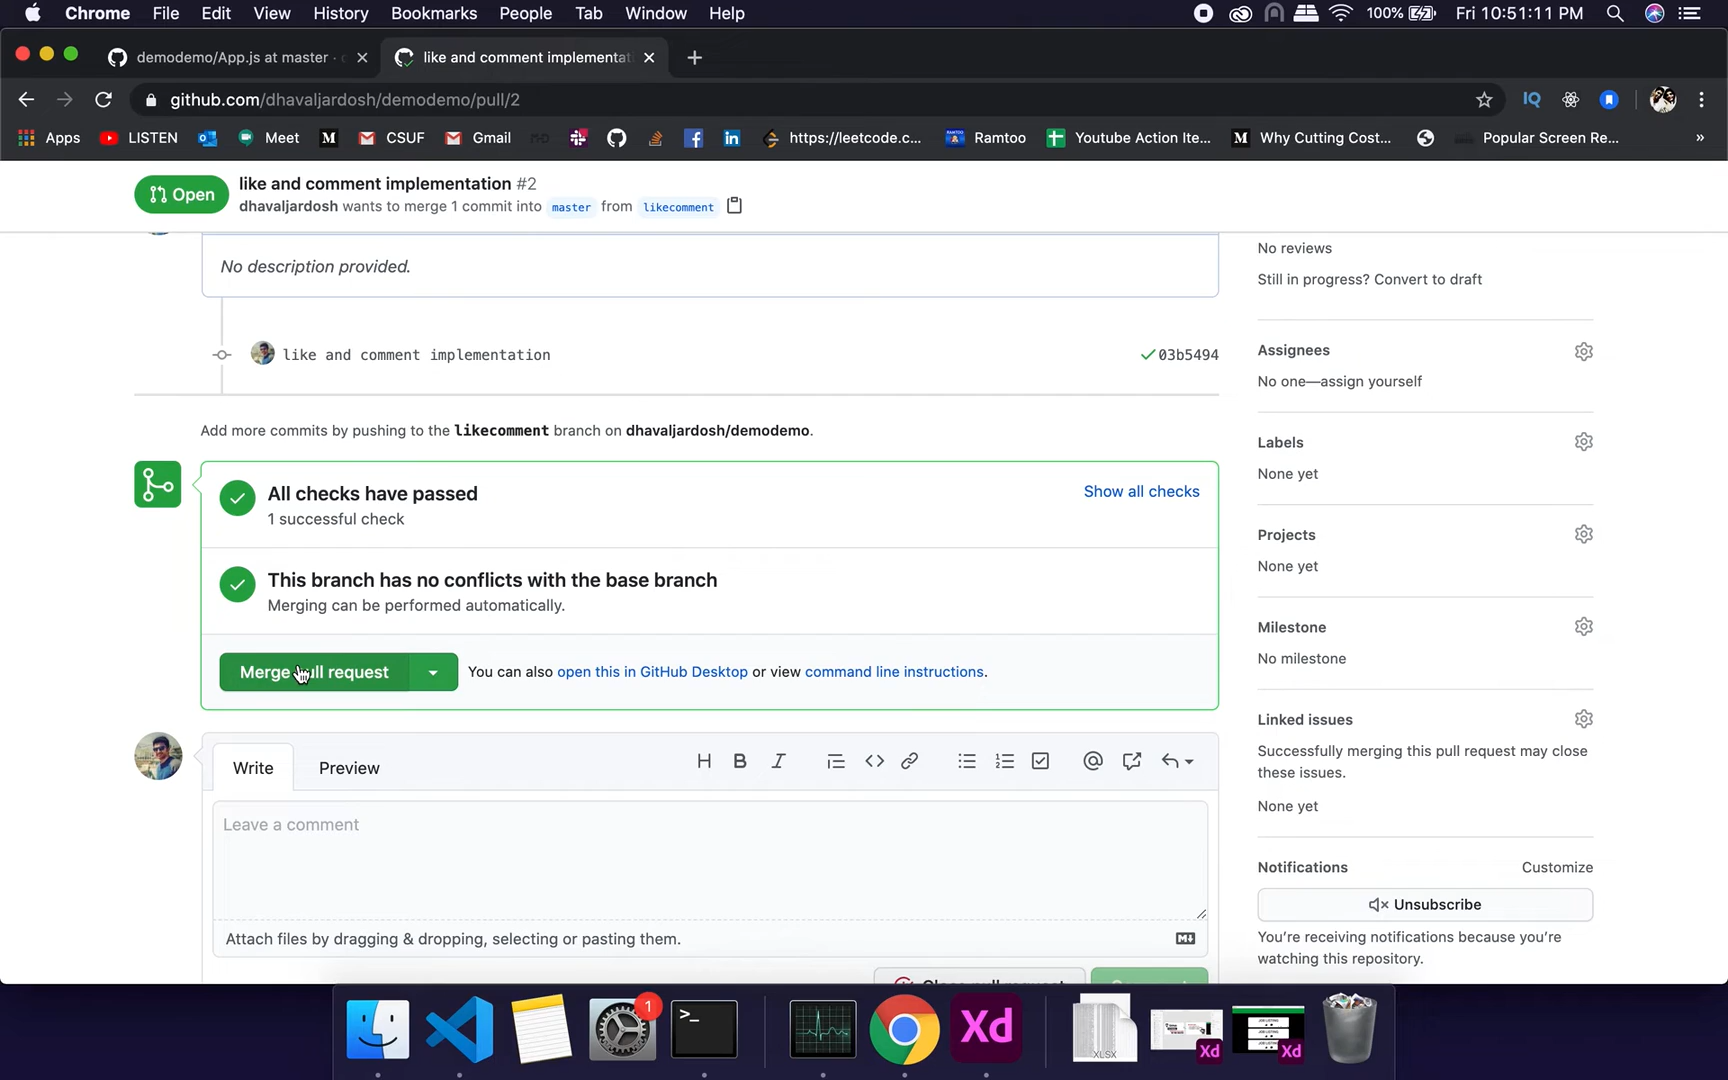 Chrome File Edit View History Bookmarks People Tab Window Help 100% Fri 10:51:11 PM
demodemo/App.js at master · like and comment implementat
github.com/dhavaljardosh/demodemo/pull/2
Apps LISTEN Meet M CSUF Gmail https://leetcode.c... Ramtoo Youtube Action Ite... M Why Cutting Cost... Popular Screen Re... »
Open like and comment implementation #2
dhavaljardosh wants to merge 1 commit into master from likecomment
No reviews
No description provided.
Still in progress? Convert to draft
like and comment implementation 03b5494
Assignees
No one—assign yourself
Add more commits by pushing to the likecomment branch on dhavaljardosh/demodemo.
Labels
None yet
All checks have passed Show all checks
1 successful check
Projects
None yet
This branch has no conflicts with the base branch
Merging can be performed automatically.
Milestone
No milestone
Merge pull request You can also open this in GitHub Desktop or view command line instructions.
Linked issues
Successfully merging this pull request may close
these issues.
None yet
Write Preview H B I
Leave a comment
Notifications Customize
Unsubscribe
You're receiving notifications because you're
watching this repository.
Attach files by dragging & dropping, selecting or pasting them.
1
>_
Xd
XLSX
Xd
Xd